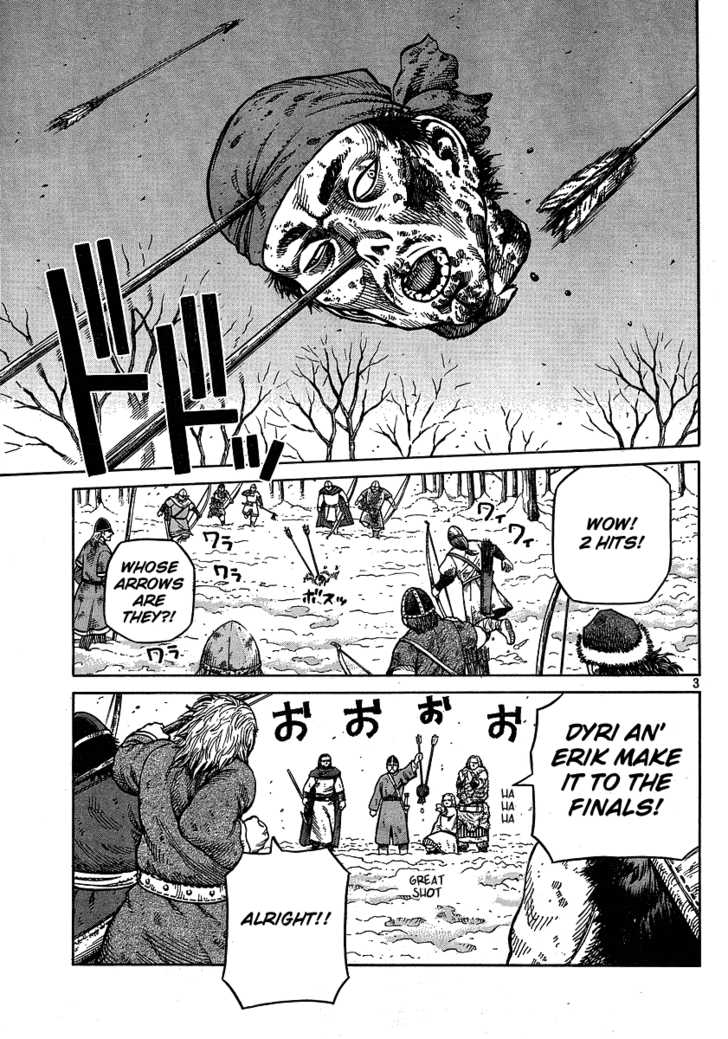 ドドッ
WOW!
2 HITS!
ワイワイ
ワラ
ワラ
ワラ
ボスッ
WHOSE
ARROWS
ARE
THEY?!
3
DYRI AN'
ERIK MAKE
IT TO THE
FINALS!
おおおお
HA
HA
HA
GREAT
SHOT
ALRIGHT!!